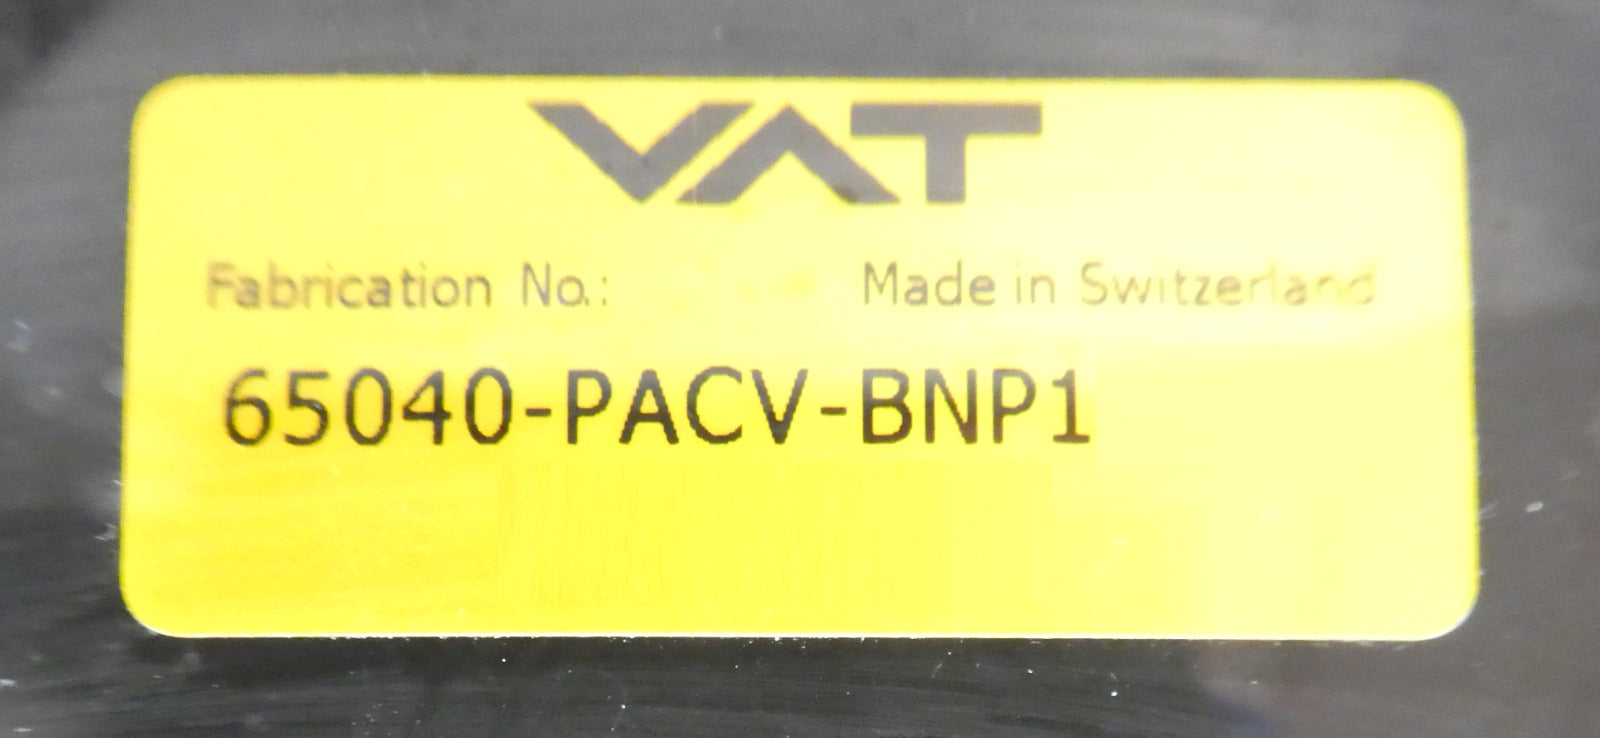 VAT
Fabrication No.: Made in Switzerland
65040-PACV-BNP1